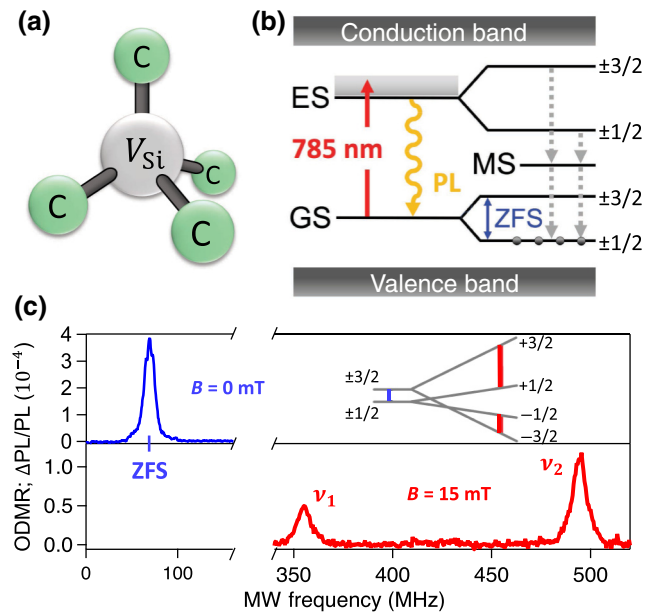 (a)
C
V_Si
C
C
C
(b)
Conduction band
ES
±3/2
±1/2
785 nm
PL
MS
GS
ZFS
±3/2
±1/2
Valence band
(c)
ODMR; ΔPL/PL (10⁻⁴)
4
3
2
1
0
B = 0 mT
ZFS
±3/2
±1/2
+3/2
+1/2
−1/2
−3/2
1.0
0.5
0.0
ν₁
B = 15 mT
ν₂
0
100
350
400
450
500
MW frequency (MHz)